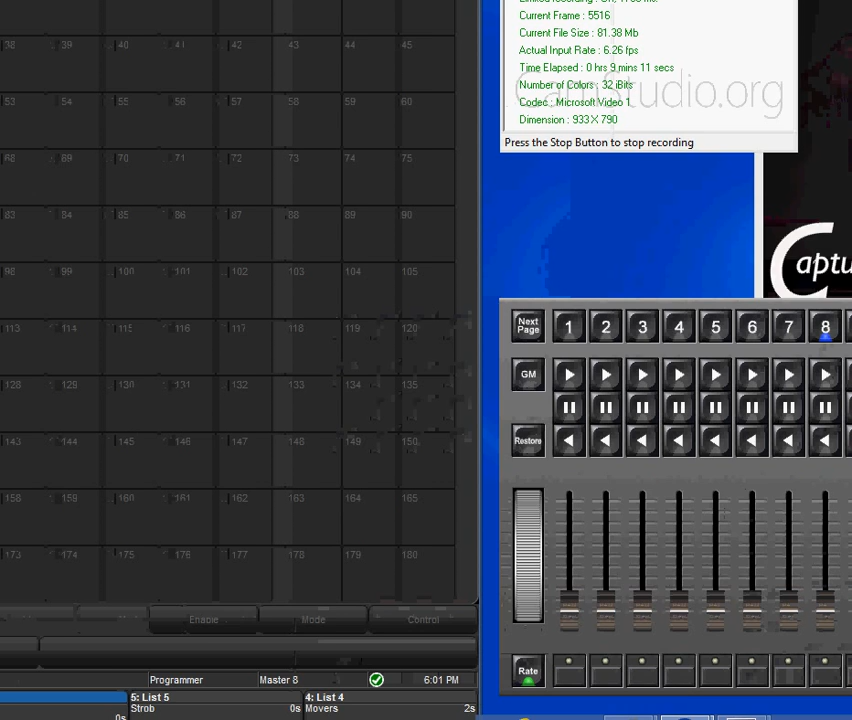 Current Frame : 5516
Current File Size : 81.38 Mb
Actual Input Rate : 6.26 fps
Time Elapsed : 0 hrs 9 mins 11 secs
Number of Colors : 32 iBits
Codec : Microsoft Video 1
Dimension : 933 X 790
CamStudio.org
Press the Stop Button to stop recording
38 39 40 41 42 43 44 45
53 54 55 56 57 58 59 60
68 69 70 71 72 73 74 75
83 84 85 86 87 88 89 90
98 99 100 101 102 103 104 105
113 114 115 116 117 118 119 120
128 129 130 131 132 133 134 135
143 144 145 146 147 148 149 150
158 159 160 161 162 163 164 165
173 174 175 176 177 178 179 180
Captu
Next Page 1 2 3 4 5 6 7 8
GM
Restore
Rate
Enable Mode Control
Programmer Master 8 6:01 PM
5: List 5 4: List 4
Strob 0s Movers 2s
0s